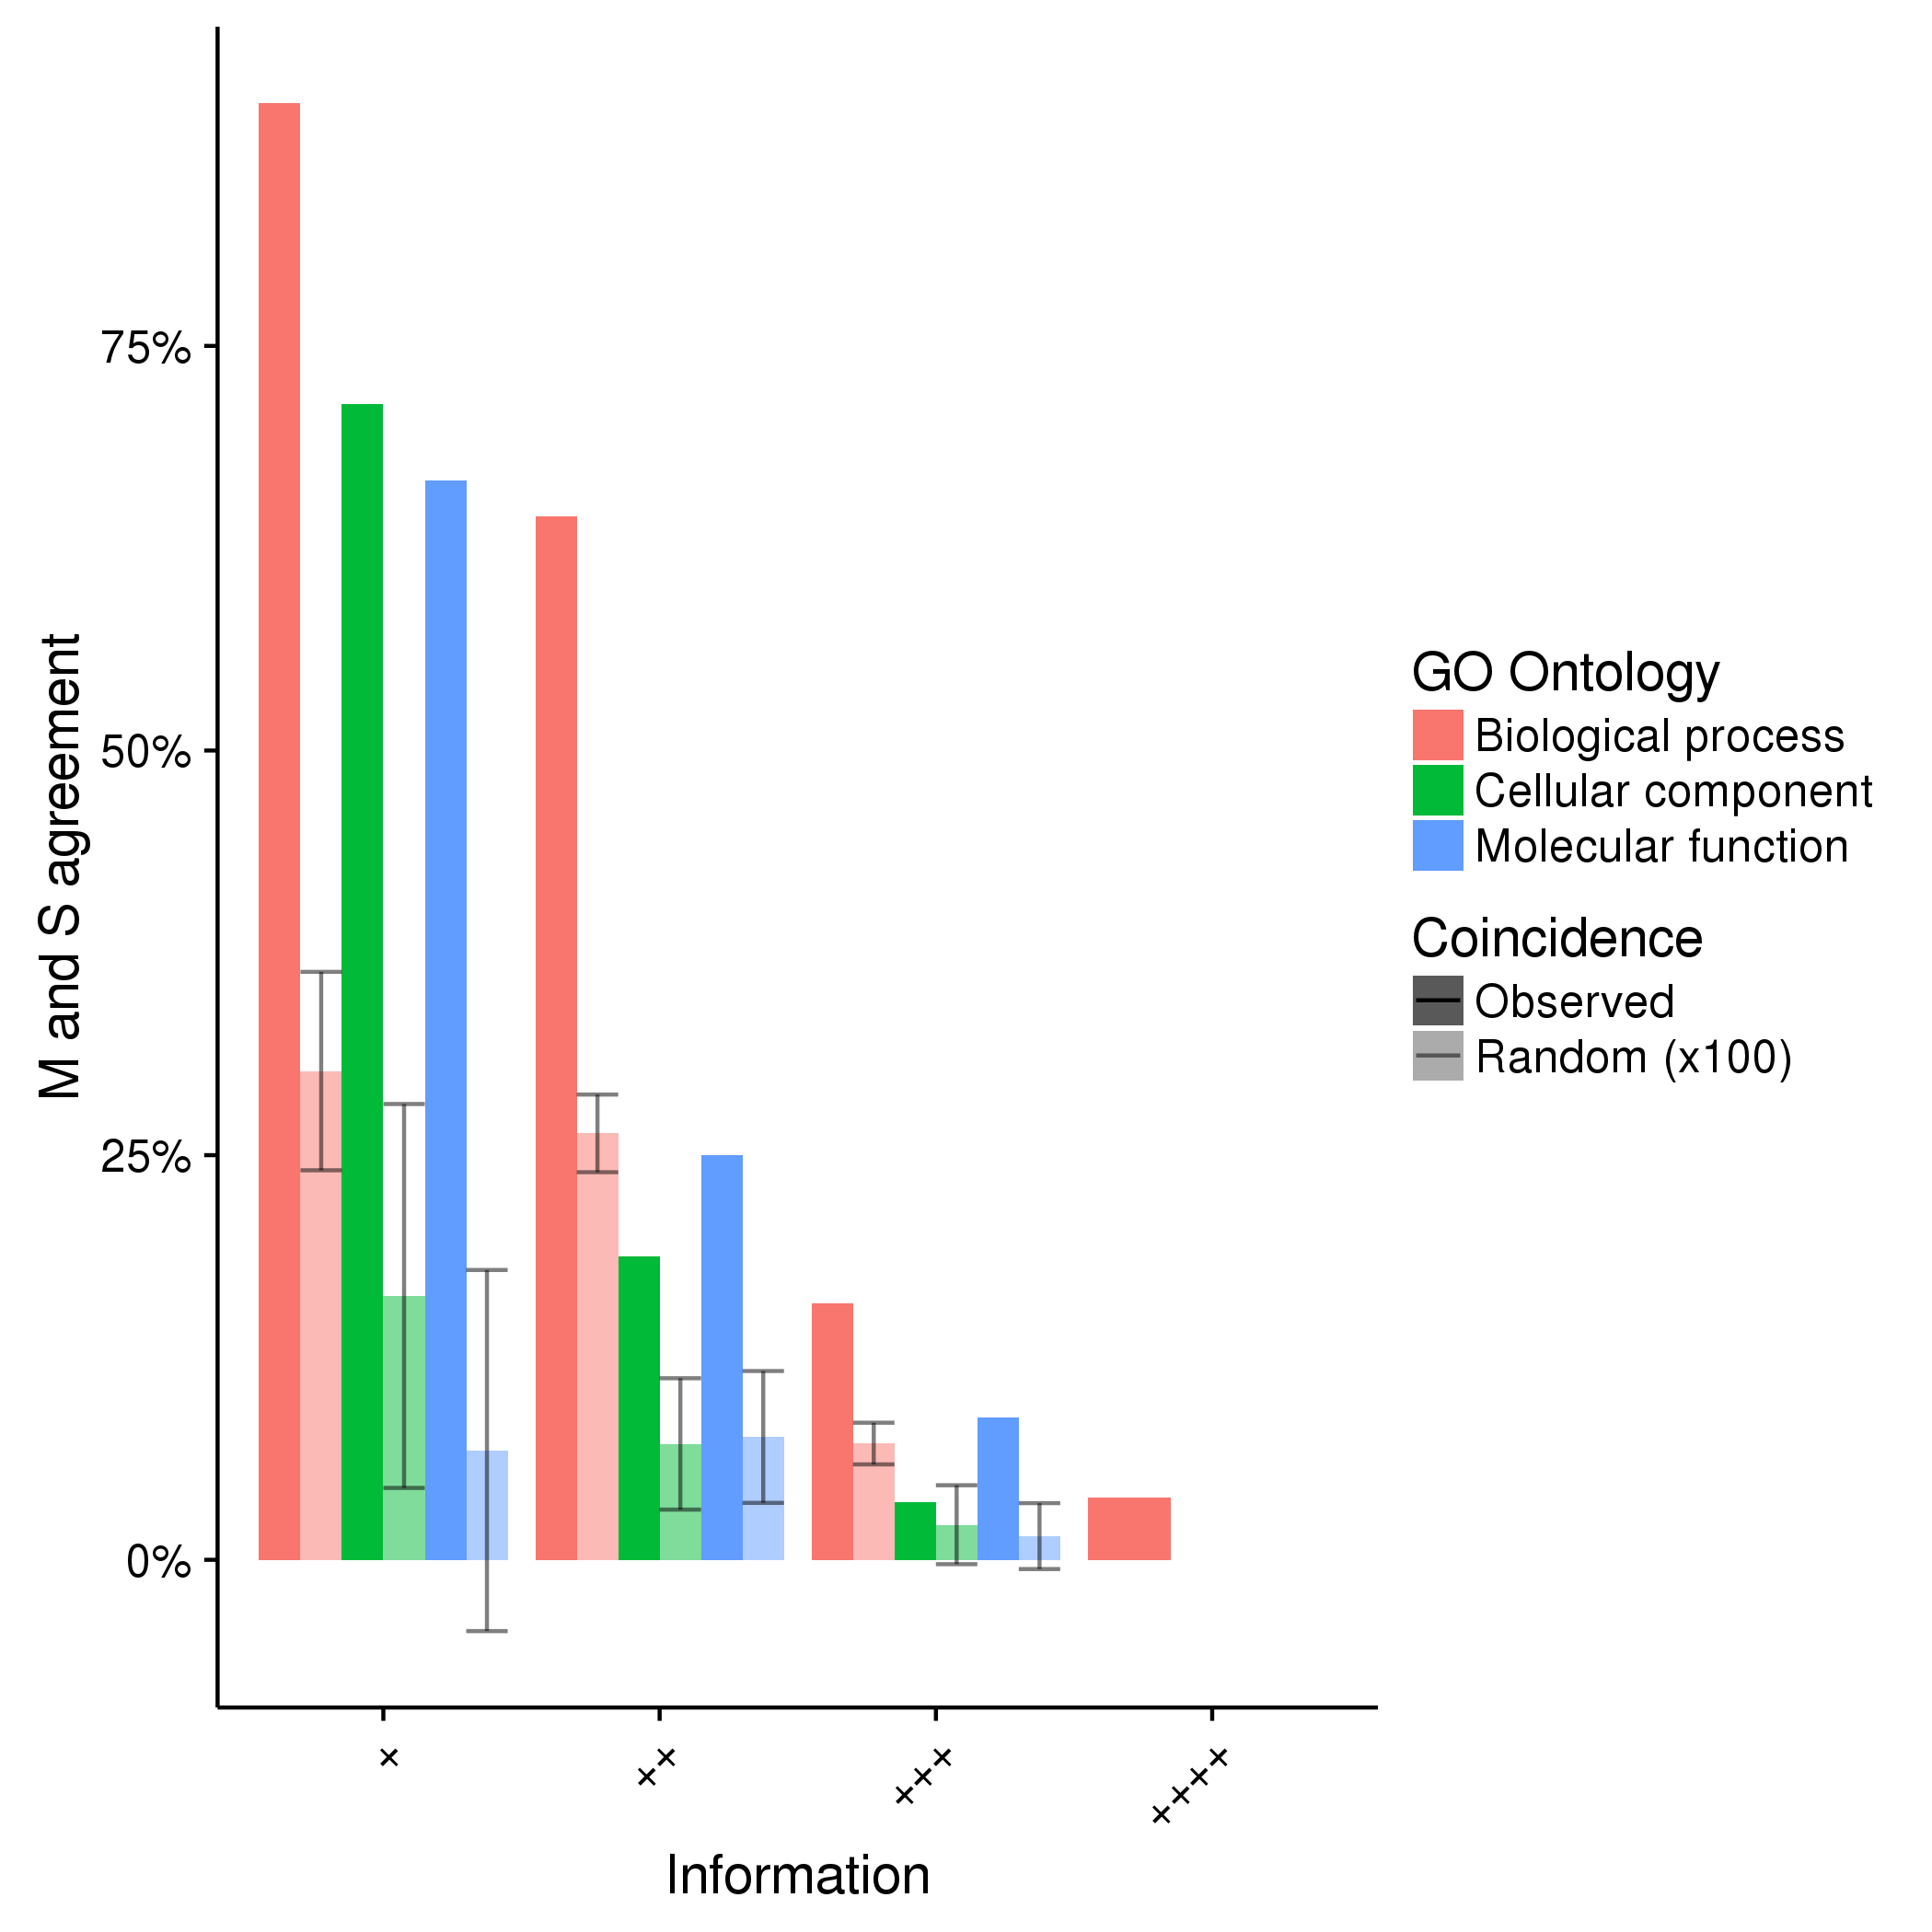 75%
50%
25%
0%
M and S agreement
+
++
+++
++++
Information
GO Ontology
Biological process
Cellular component
Molecular function
Coincidence
Observed
Random (x100)